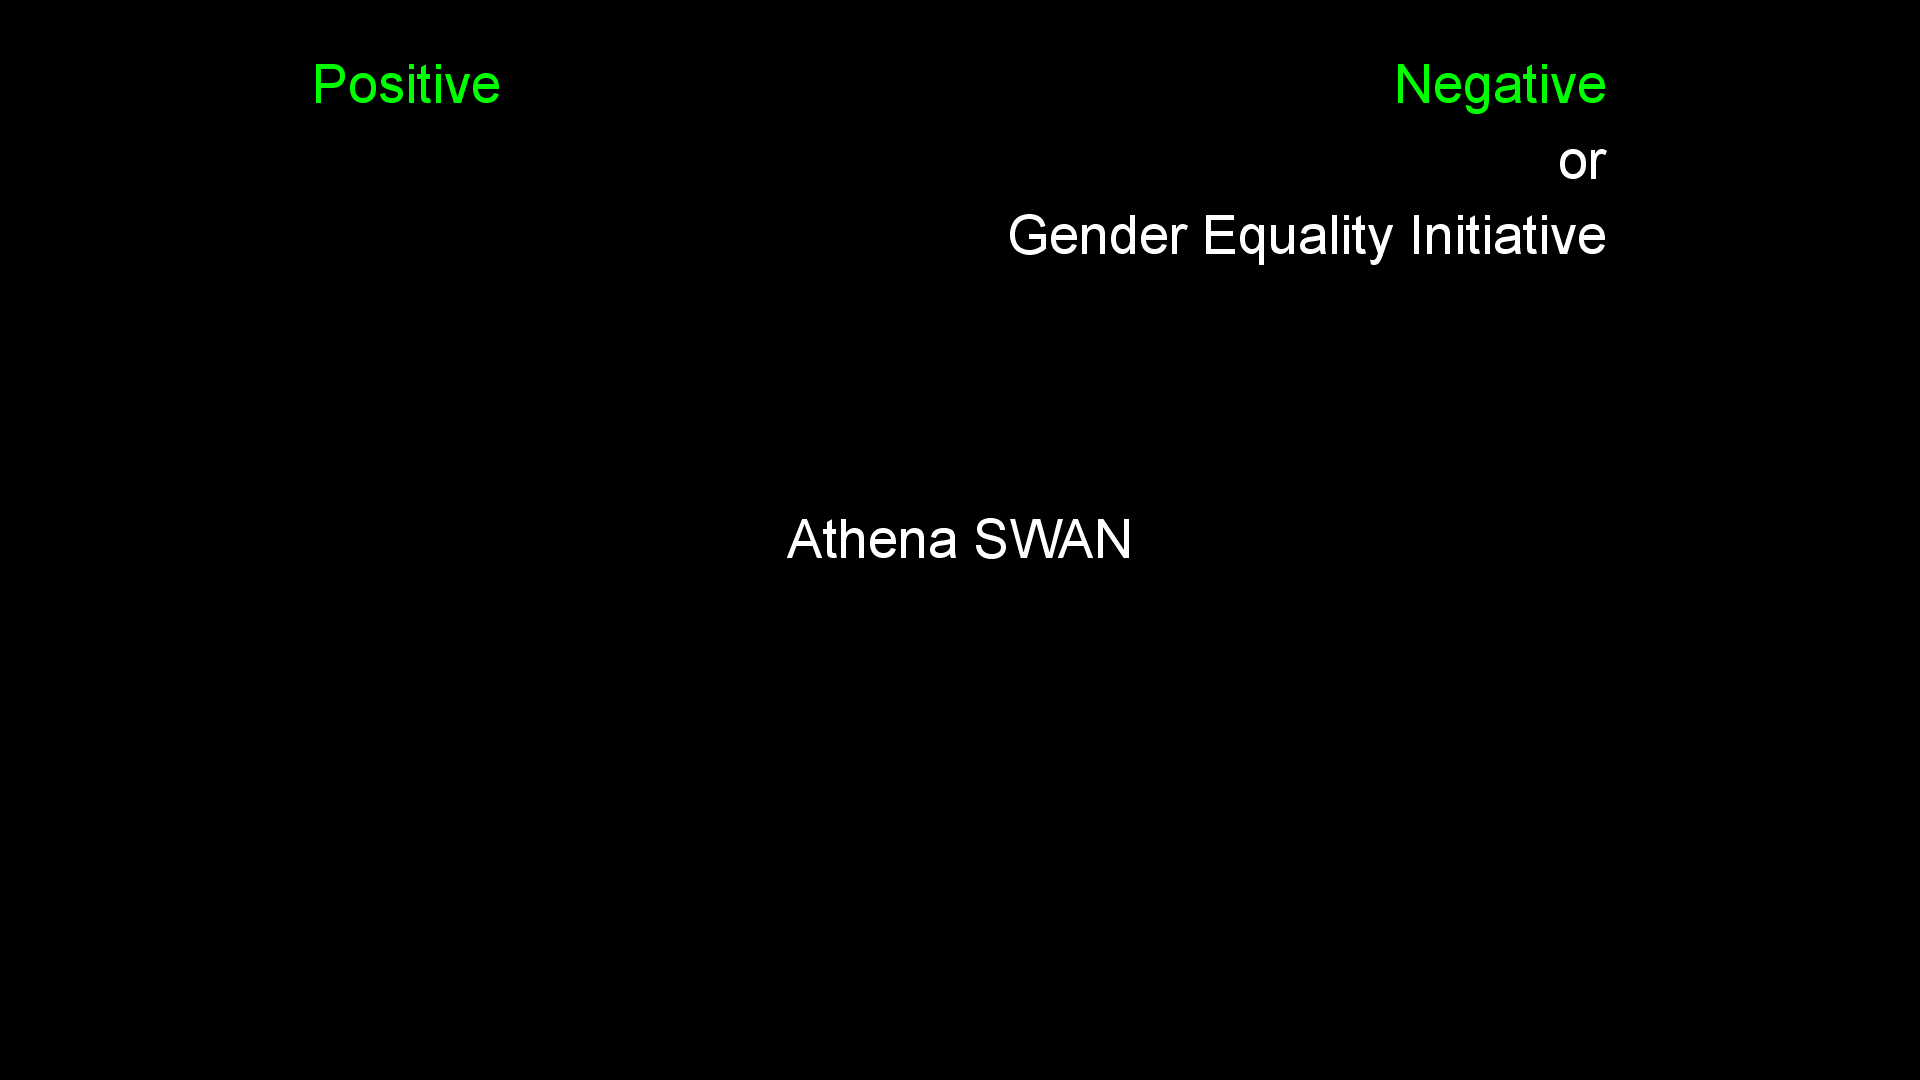 Positive
Negative
or
Gender Equality Initiative
Athena SWAN